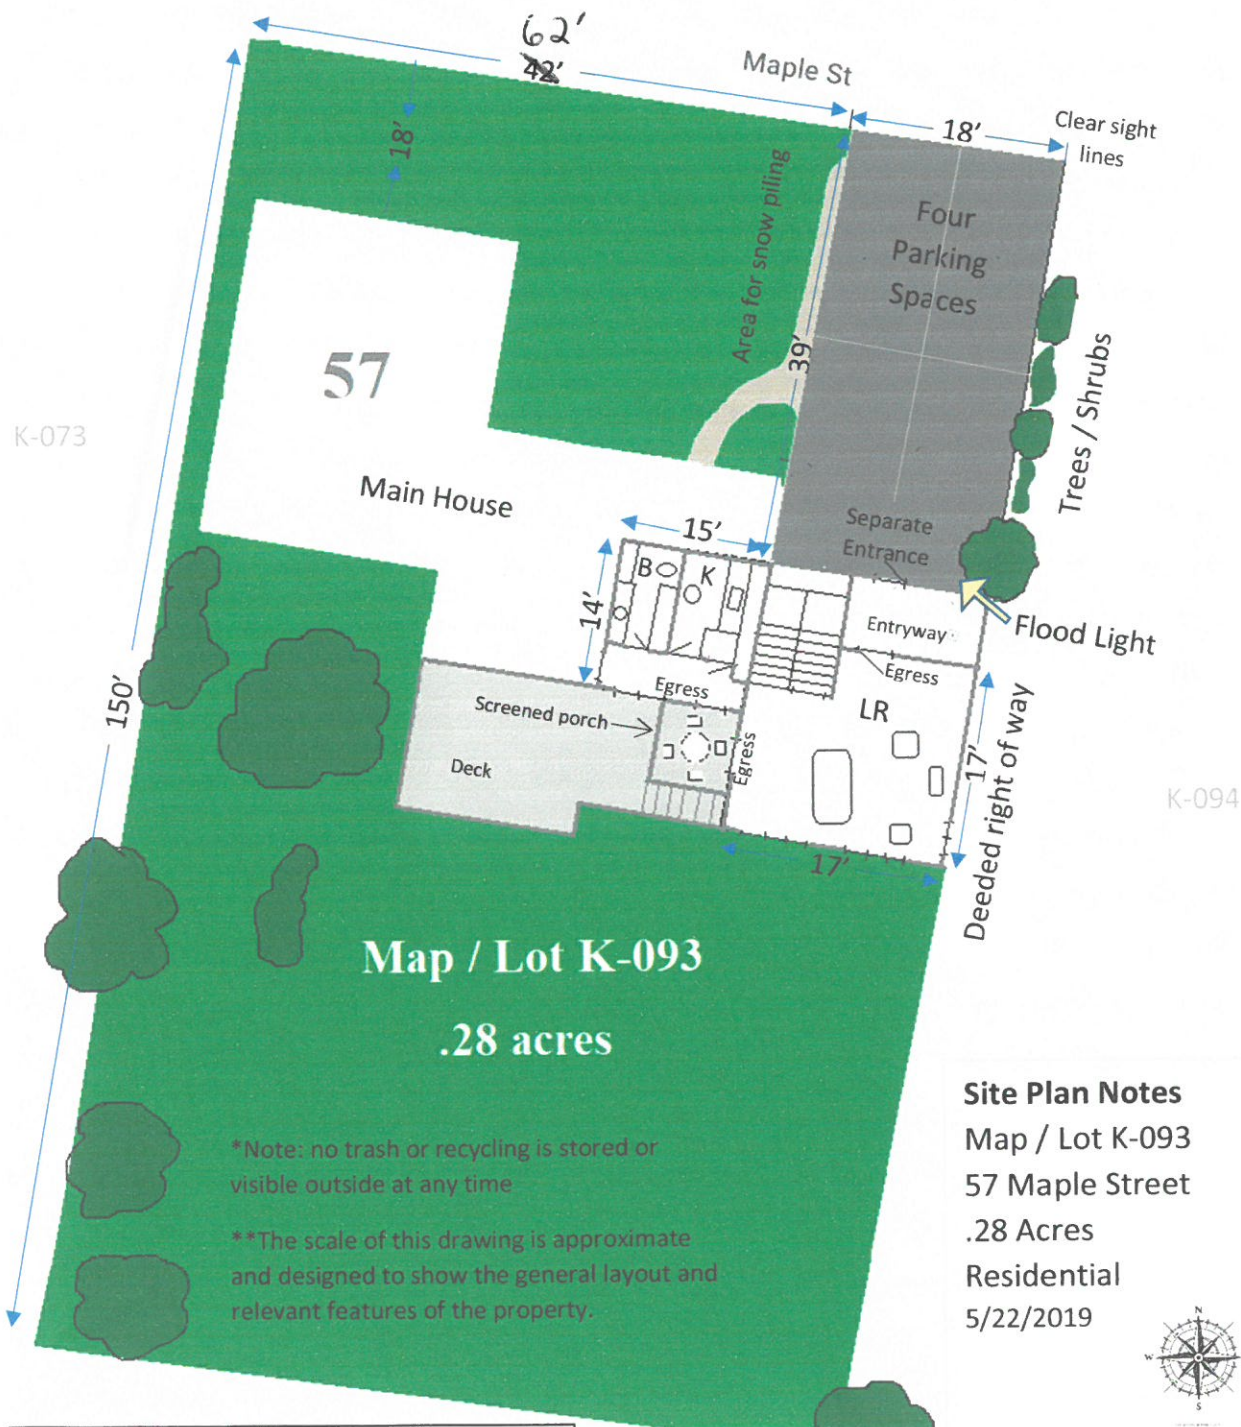 62'
42'
Maple St
18'
Clear sight
lines
18'
Area for snow piling
39'
Four
Parking
Spaces
57
K-073
Main House
Trees / Shrubs
15'
Separate
Entrance
B
K
14'
Entryway
Flood Light
Egress
Egress
Screened porch
LR
Egress
Deck
150'
17'
Deeded right of way
K-094
17'
Map / Lot K-093
.28 acres
*Note: no trash or recycling is stored or
visible outside at any time
**The scale of this drawing is approximate
and designed to show the general layout and
relevant features of the property.
Site Plan Notes
Map / Lot K-093
57 Maple Street
.28 Acres
Residential
5/22/2019
N
W
S